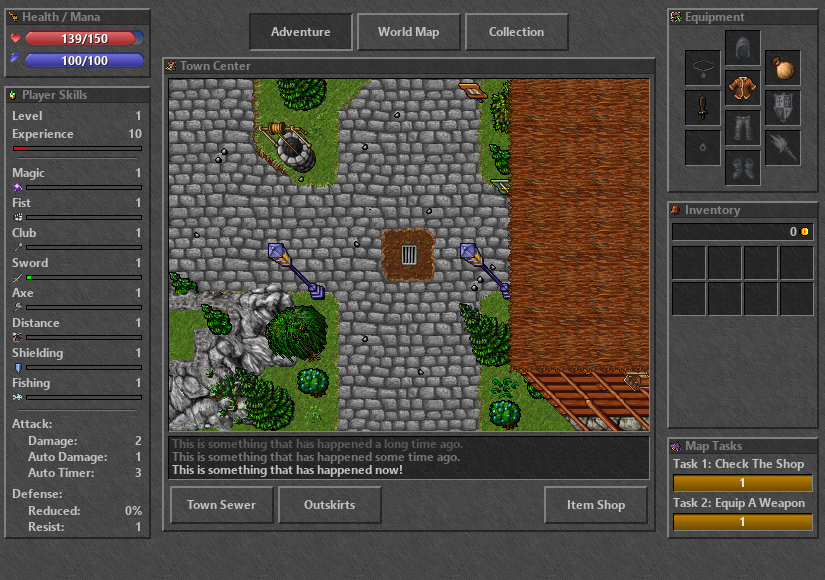 Health / Mana
139/150
100/100
Player Skills
Level 1
Experience 10
Magic 1
Fist 1
Club 1
Sword 1
Axe 1
Distance 1
Shielding 1
Fishing 1
Attack:
Damage: 2
Auto Damage: 1
Auto Timer: 3
Defense:
Reduced: 0%
Resist: 1
Adventure
World Map
Collection
Town Center
This is something that has happened a long time ago.
This is something that has happened some time ago.
This is something that has happened now!
Town Sewer
Outskirts
Item Shop
Equipment
Inventory
0
Map Tasks
Task 1: Check The Shop
1
Task 2: Equip A Weapon
1